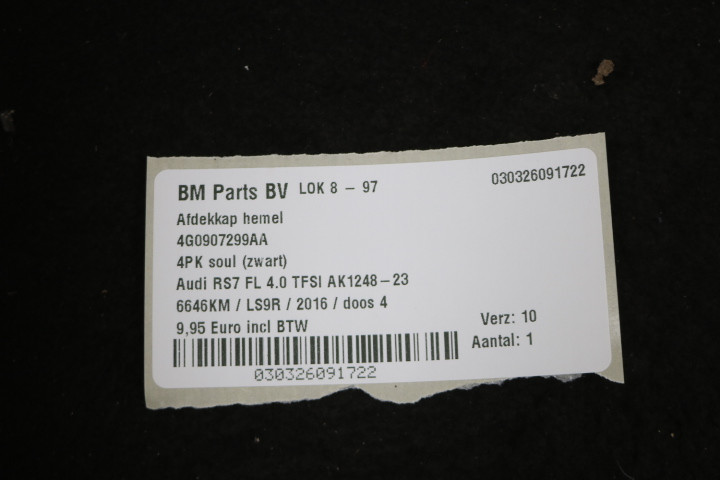 BM Parts BV LOK 8 - 97
030326091722
Afdekkap hemel
4G0907299AA
4PK soul (zwart)
Audi RS7 FL 4.0 TFSI AK1248-23
6646KM / LS9R / 2016 / doos 4
9,95 Euro incl BTW
Verz: 10
Aantal: 1
030326091722